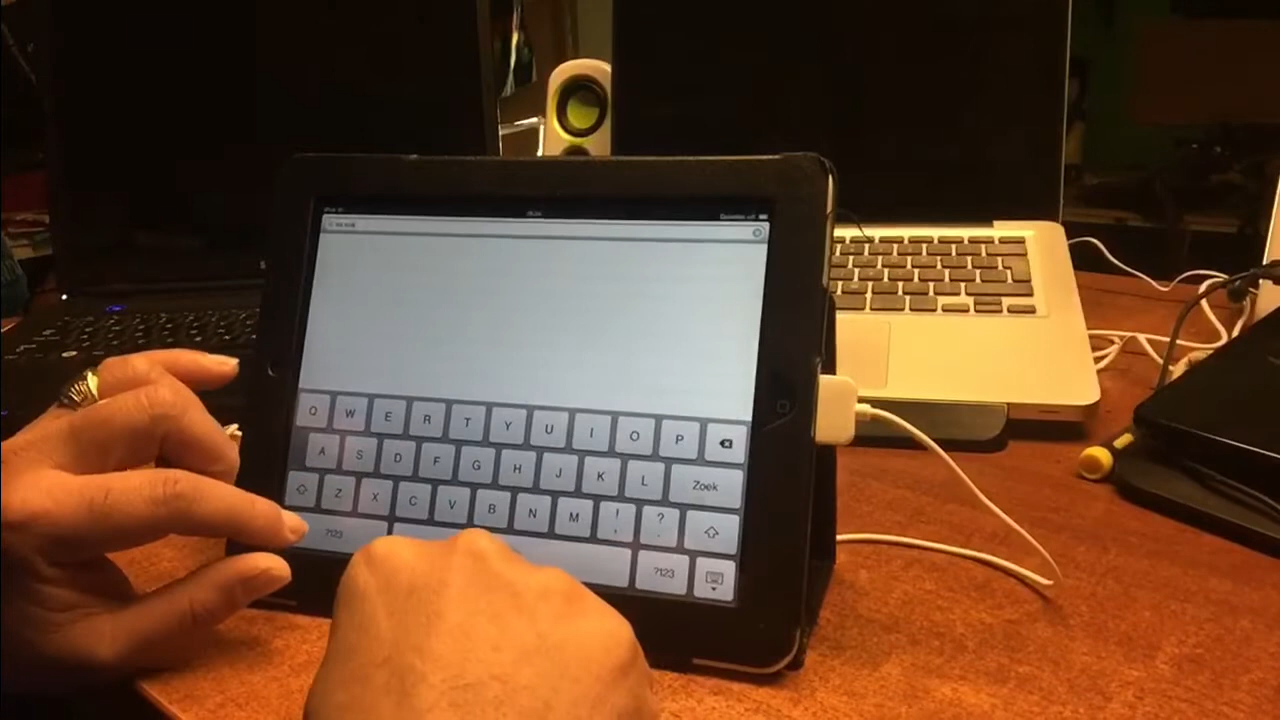 Q W E R T Y U I O P
A S D F G H J K L Zoek
Z X C V B N M ! , ? .
?123 ?123